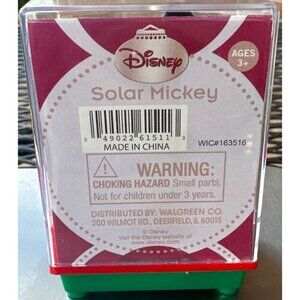 Disney
AGES
3+
Solar Mickey
0 49022 61511 3
MADE IN CHINA
WIC#163516
WARNING:
CHOKING HAZARD Small parts.
Not for children under 3 years.
DISTRIBUTED BY: WALGREEN CO.
200 WILMOT RD., DEERFIELD, IL 60015
© Disney
Visit the Disney website at
www.disney.com